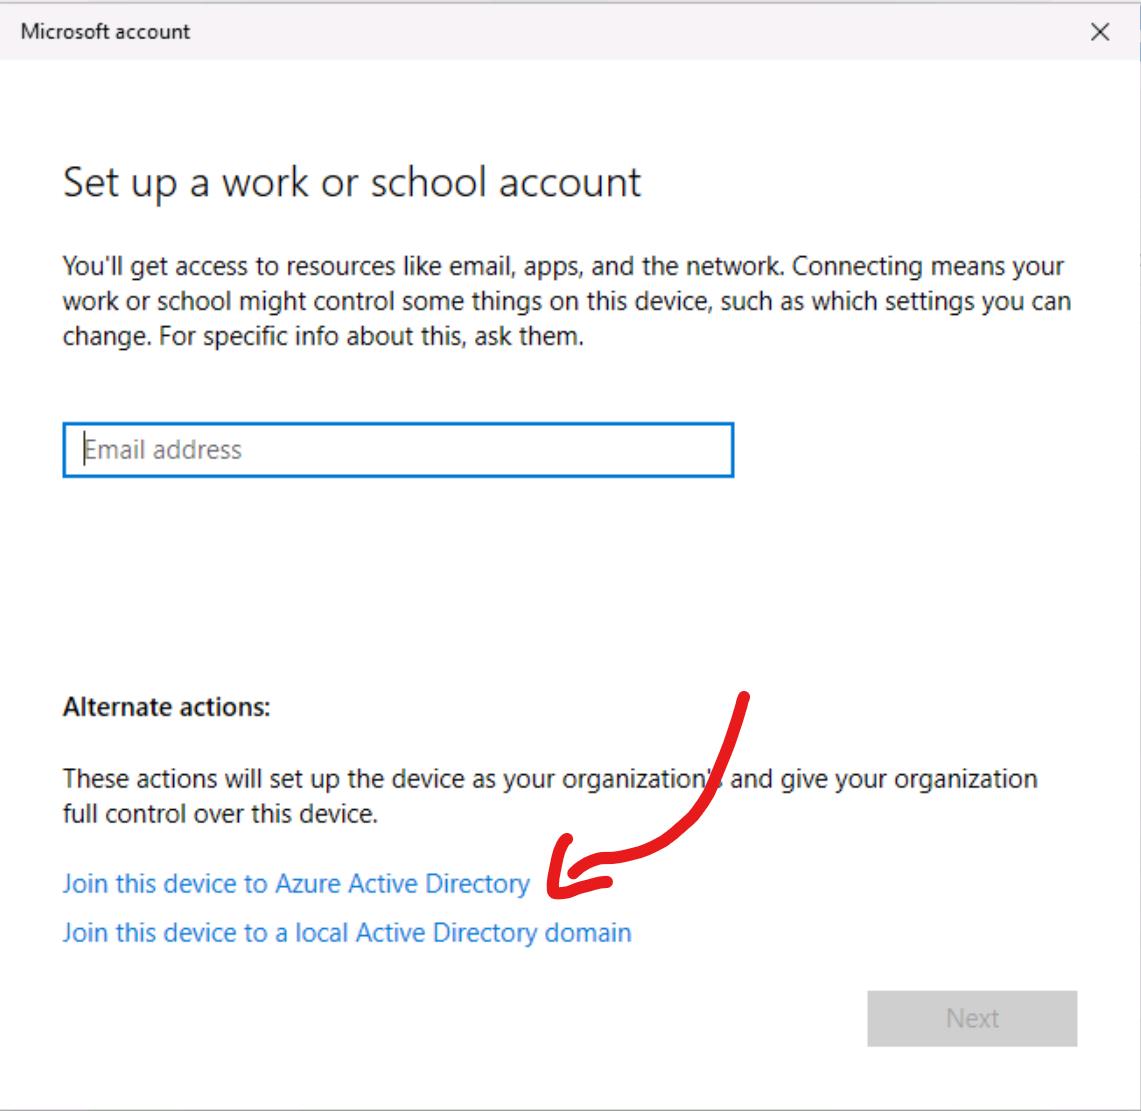 Microsoft account
Set up a work or school account
You'll get access to resources like email, apps, and the network. Connecting means your
work or school might control some things on this device, such as which settings you can
change. For specific info about this, ask them.
Email address
Alternate actions:
These actions will set up the device as your organization's and give your organization
full control over this device.
Join this device to Azure Active Directory
Join this device to a local Active Directory domain
Next